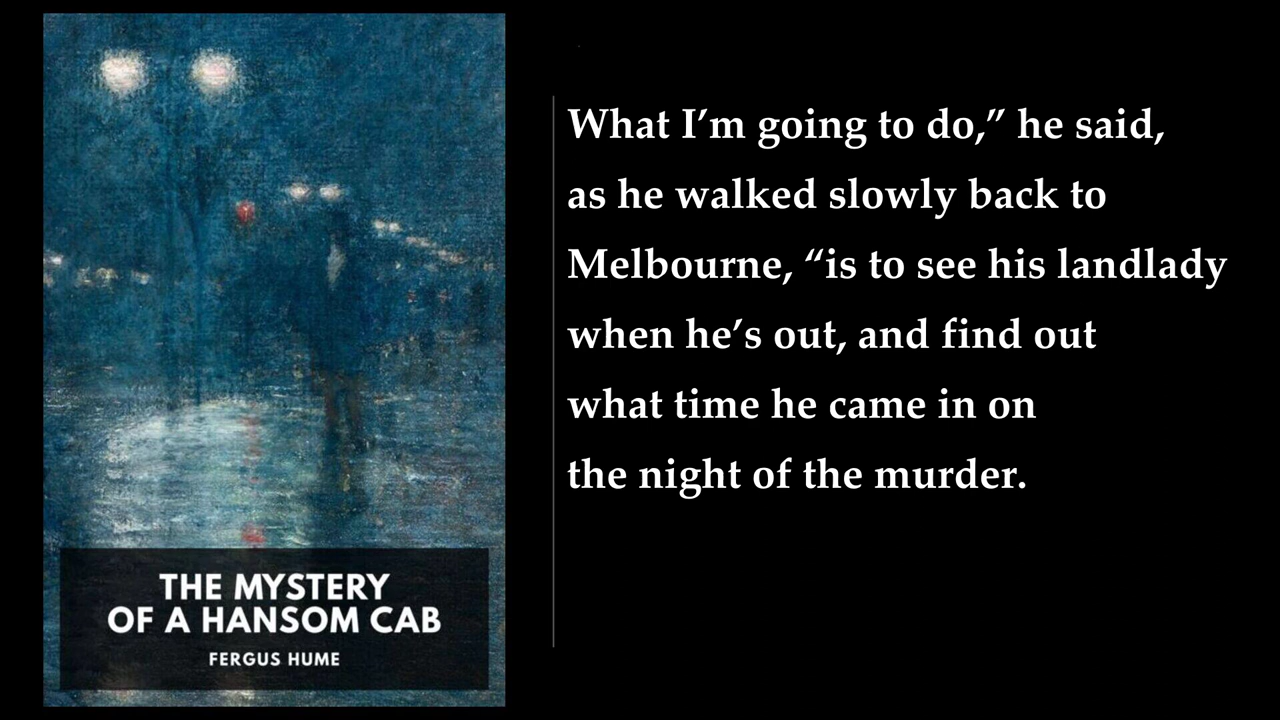 What I’m going to do,” he said,
as he walked slowly back to
Melbourne, “is to see his landlady
when he’s out, and find out
what time he came in on
the night of the murder.
THE MYSTERY
OF A HANSOM CAB
FERGUS HUME